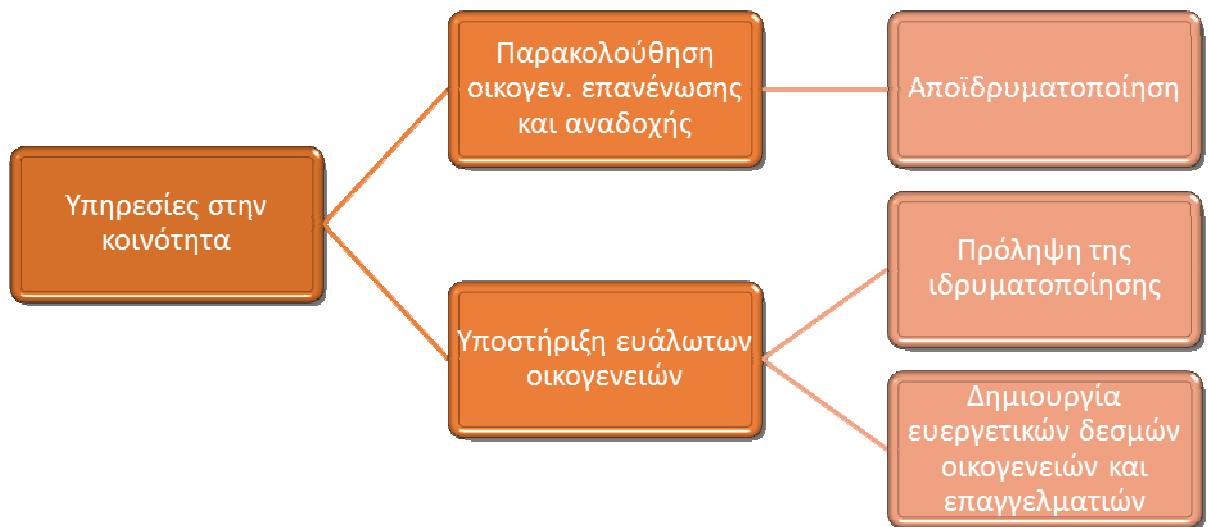 Υπηρεσίες στην
κοινότητα
Παρακολούθηση
οικογεν. επανένωσης
και αναδοχής
Αποϊδρυματοποίηση
Υποστήριξη ευάλωτων
οικογενειών
Πρόληψη της
ιδρυματοποίησης
Δημιουργία
ευεργετικών δεσμών
οικογενειών και
επαγγελματιών